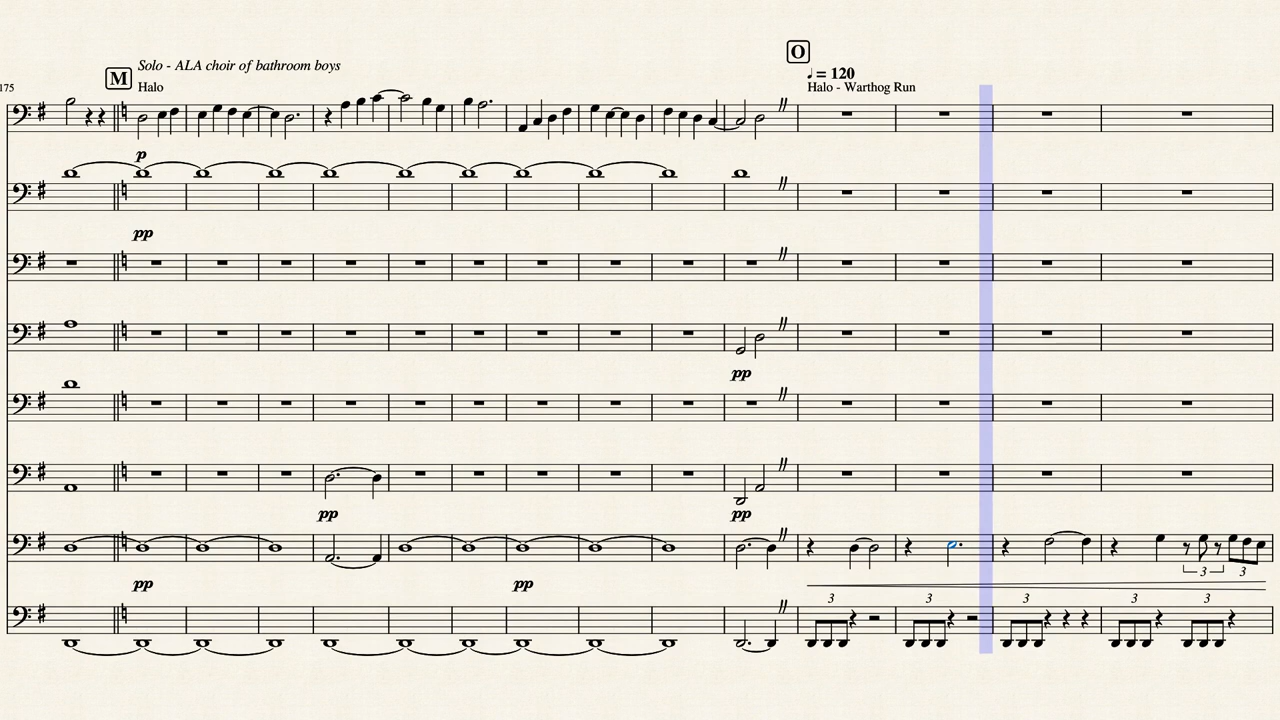 O
Solo - ALA choir of bathroom boys
M
♩ = 120
175
Halo
Halo - Warthog Run
p
pp
pp
pp
pp
pp
pp
3
3
3
3
3
3
3